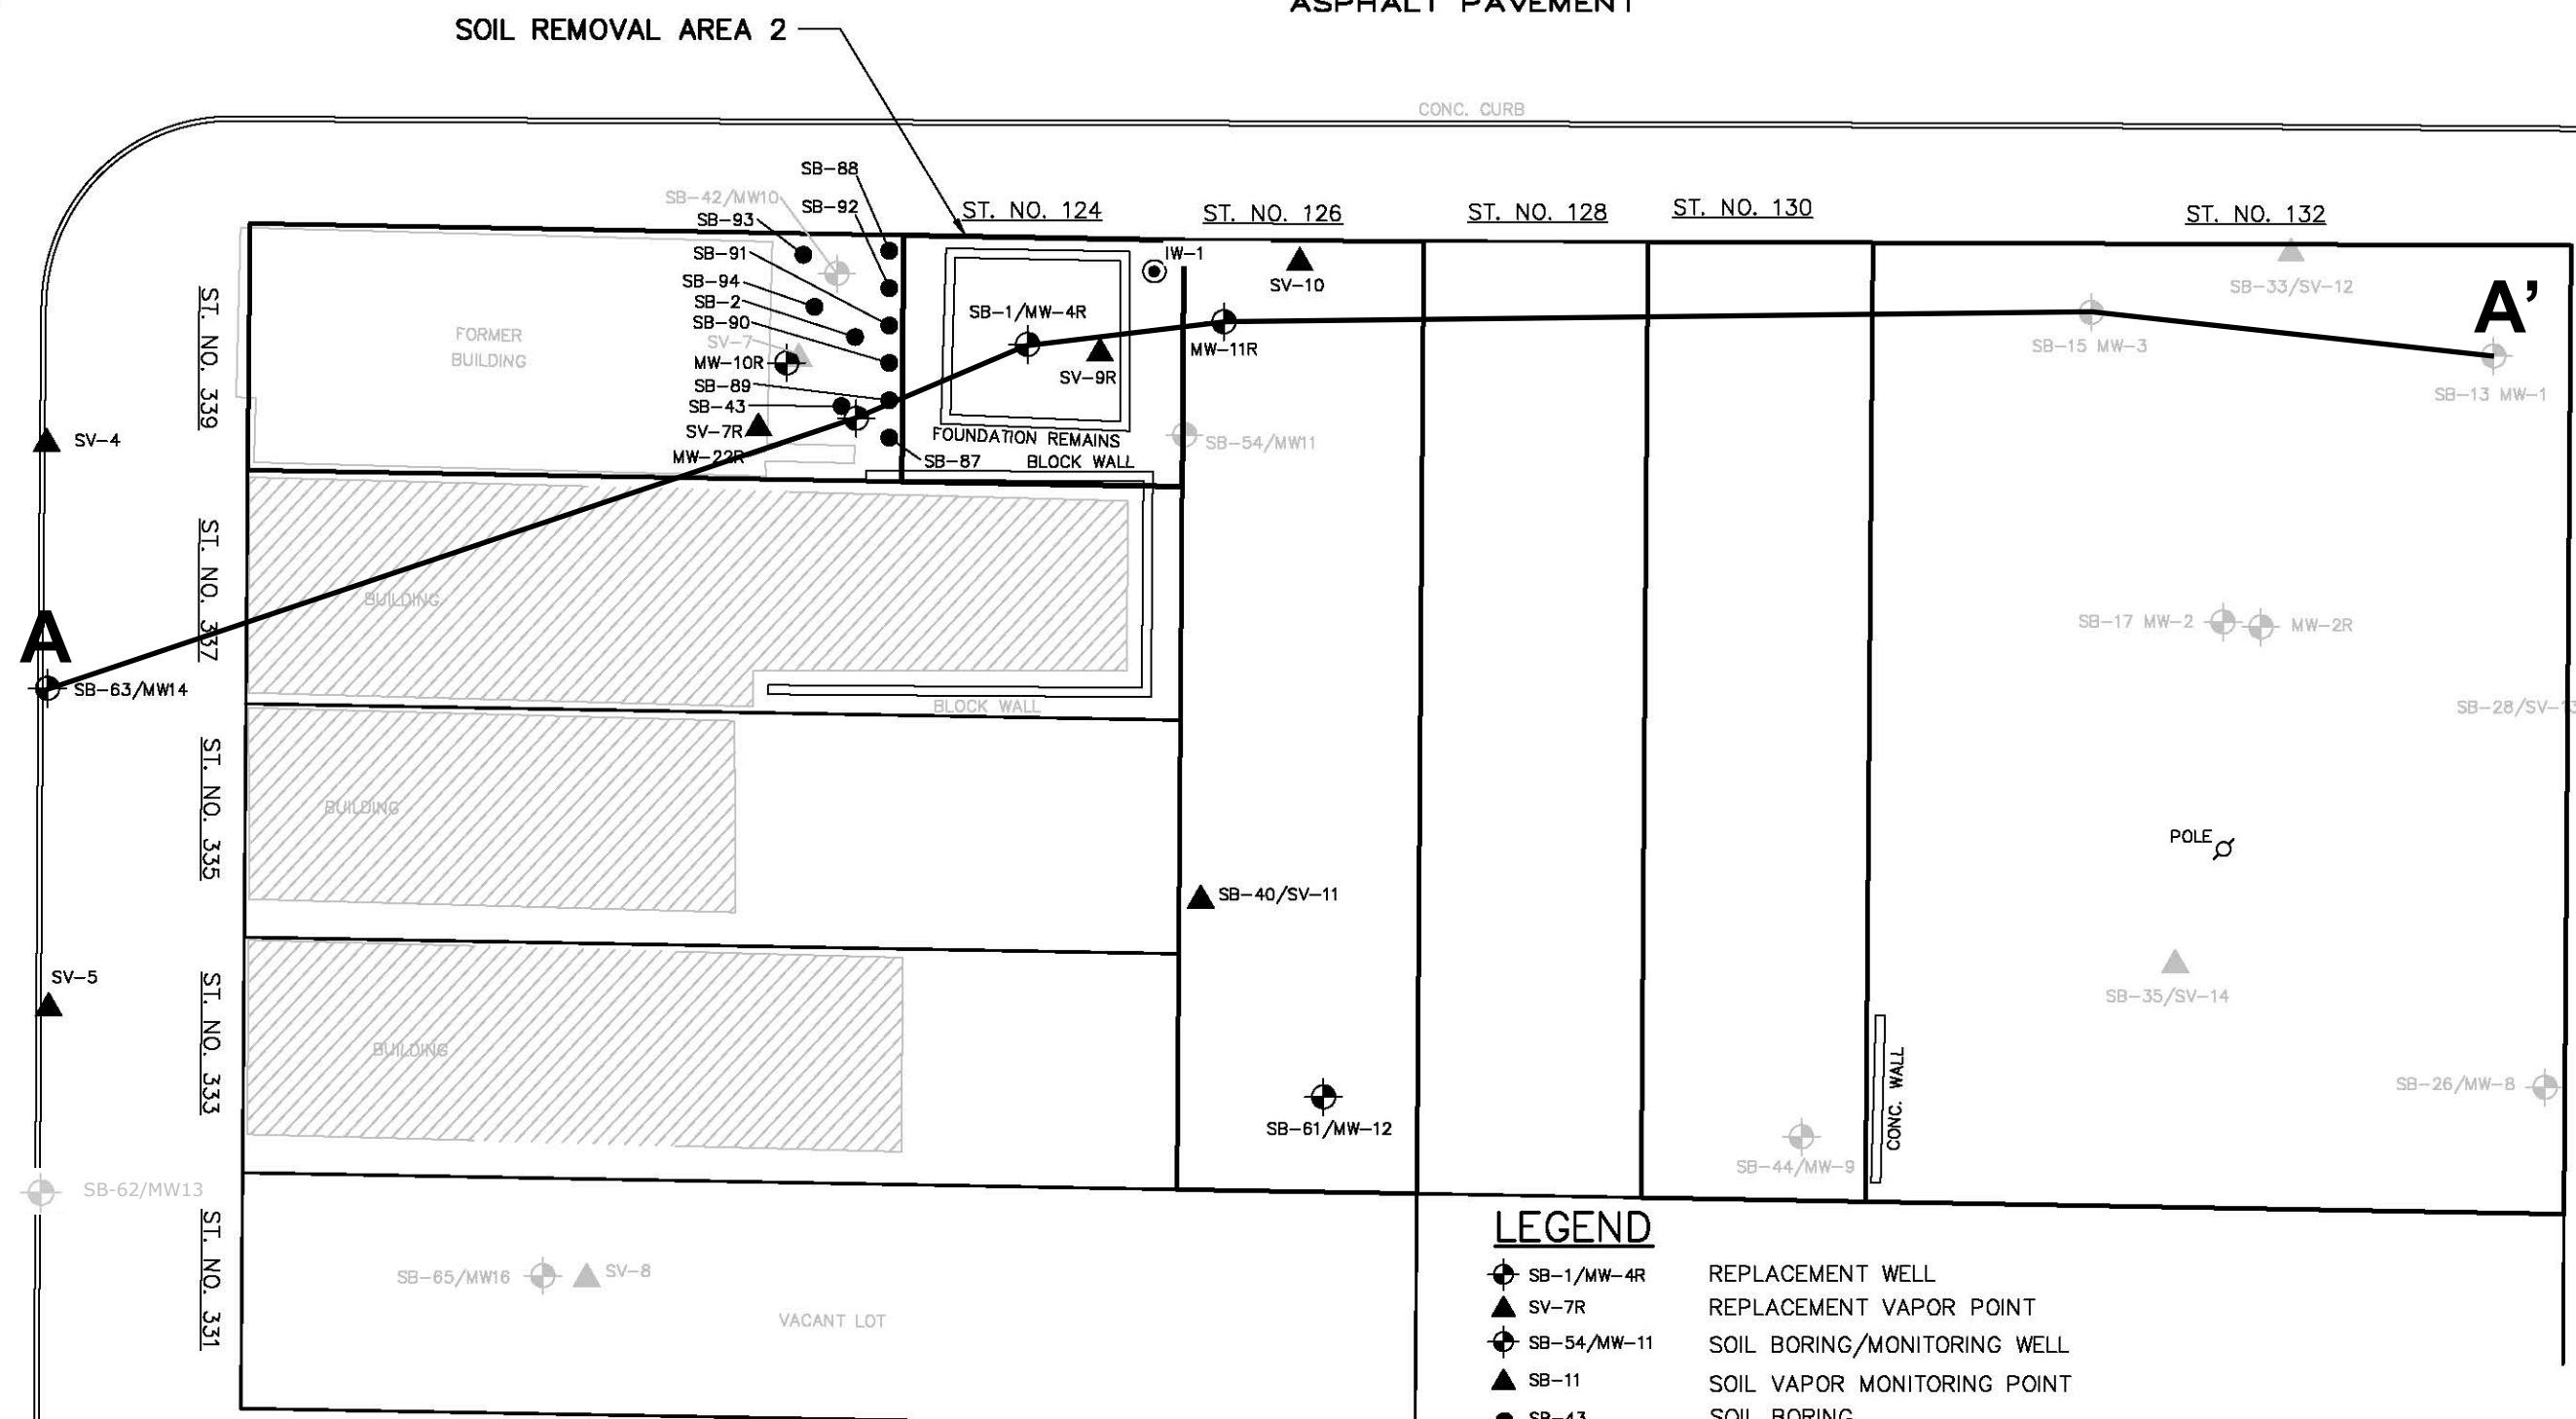 ASPHALT PAVEMENT
SOIL REMOVAL AREA 2
CONC. CURB
SB-88
SB-42/MW10
SB-92
SB-93
ST. NO. 124
ST. NO. 126
ST. NO. 128
ST. NO. 130
ST. NO. 132
SB-91
IW-1
SB-94
SV-10
SB-33/SV-12
SB-2
SB-1/MW-4R
A'
SB-90
FORMER
BUILDING
SV-7
MW-11R
SB-15 MW-3
ST. NO. 339
MW-10R
SV-9R
SB-89
SB-13 MW-1
SB-43
SV-4
SV-7R
FOUNDATION REMAINS
SB-54/MW11
MW-22R
SB-87
BLOCK WALL
ST. NO. 337
BUILDING
A
SB-17 MW-2
MW-2R
SB-63/MW14
BLOCK WALL
SB-28/SV-13
ST. NO. 335
BUILDING
POLE
SB-40/SV-11
SV-5
SB-35/SV-14
ST. NO. 333
BUILDING
CONC. WALL
SB-26/MW-8
SB-61/MW-12
SB-44/MW-9
SB-62/MW13
ST. NO. 331
SB-65/MW16
SV-8
VACANT LOT
LEGEND
SB-1/MW-4R REPLACEMENT WELL
SV-7R REPLACEMENT VAPOR POINT
SB-54/MW-11 SOIL BORING/MONITORING WELL
SB-11 SOIL VAPOR MONITORING POINT
SB-43 SOIL BORING